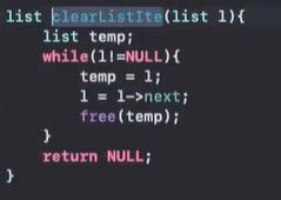 list clearListIte(list l){
list temp;
while(l!=NULL){
temp = l;
l = l->next;
free(temp);
}
return NULL;
}